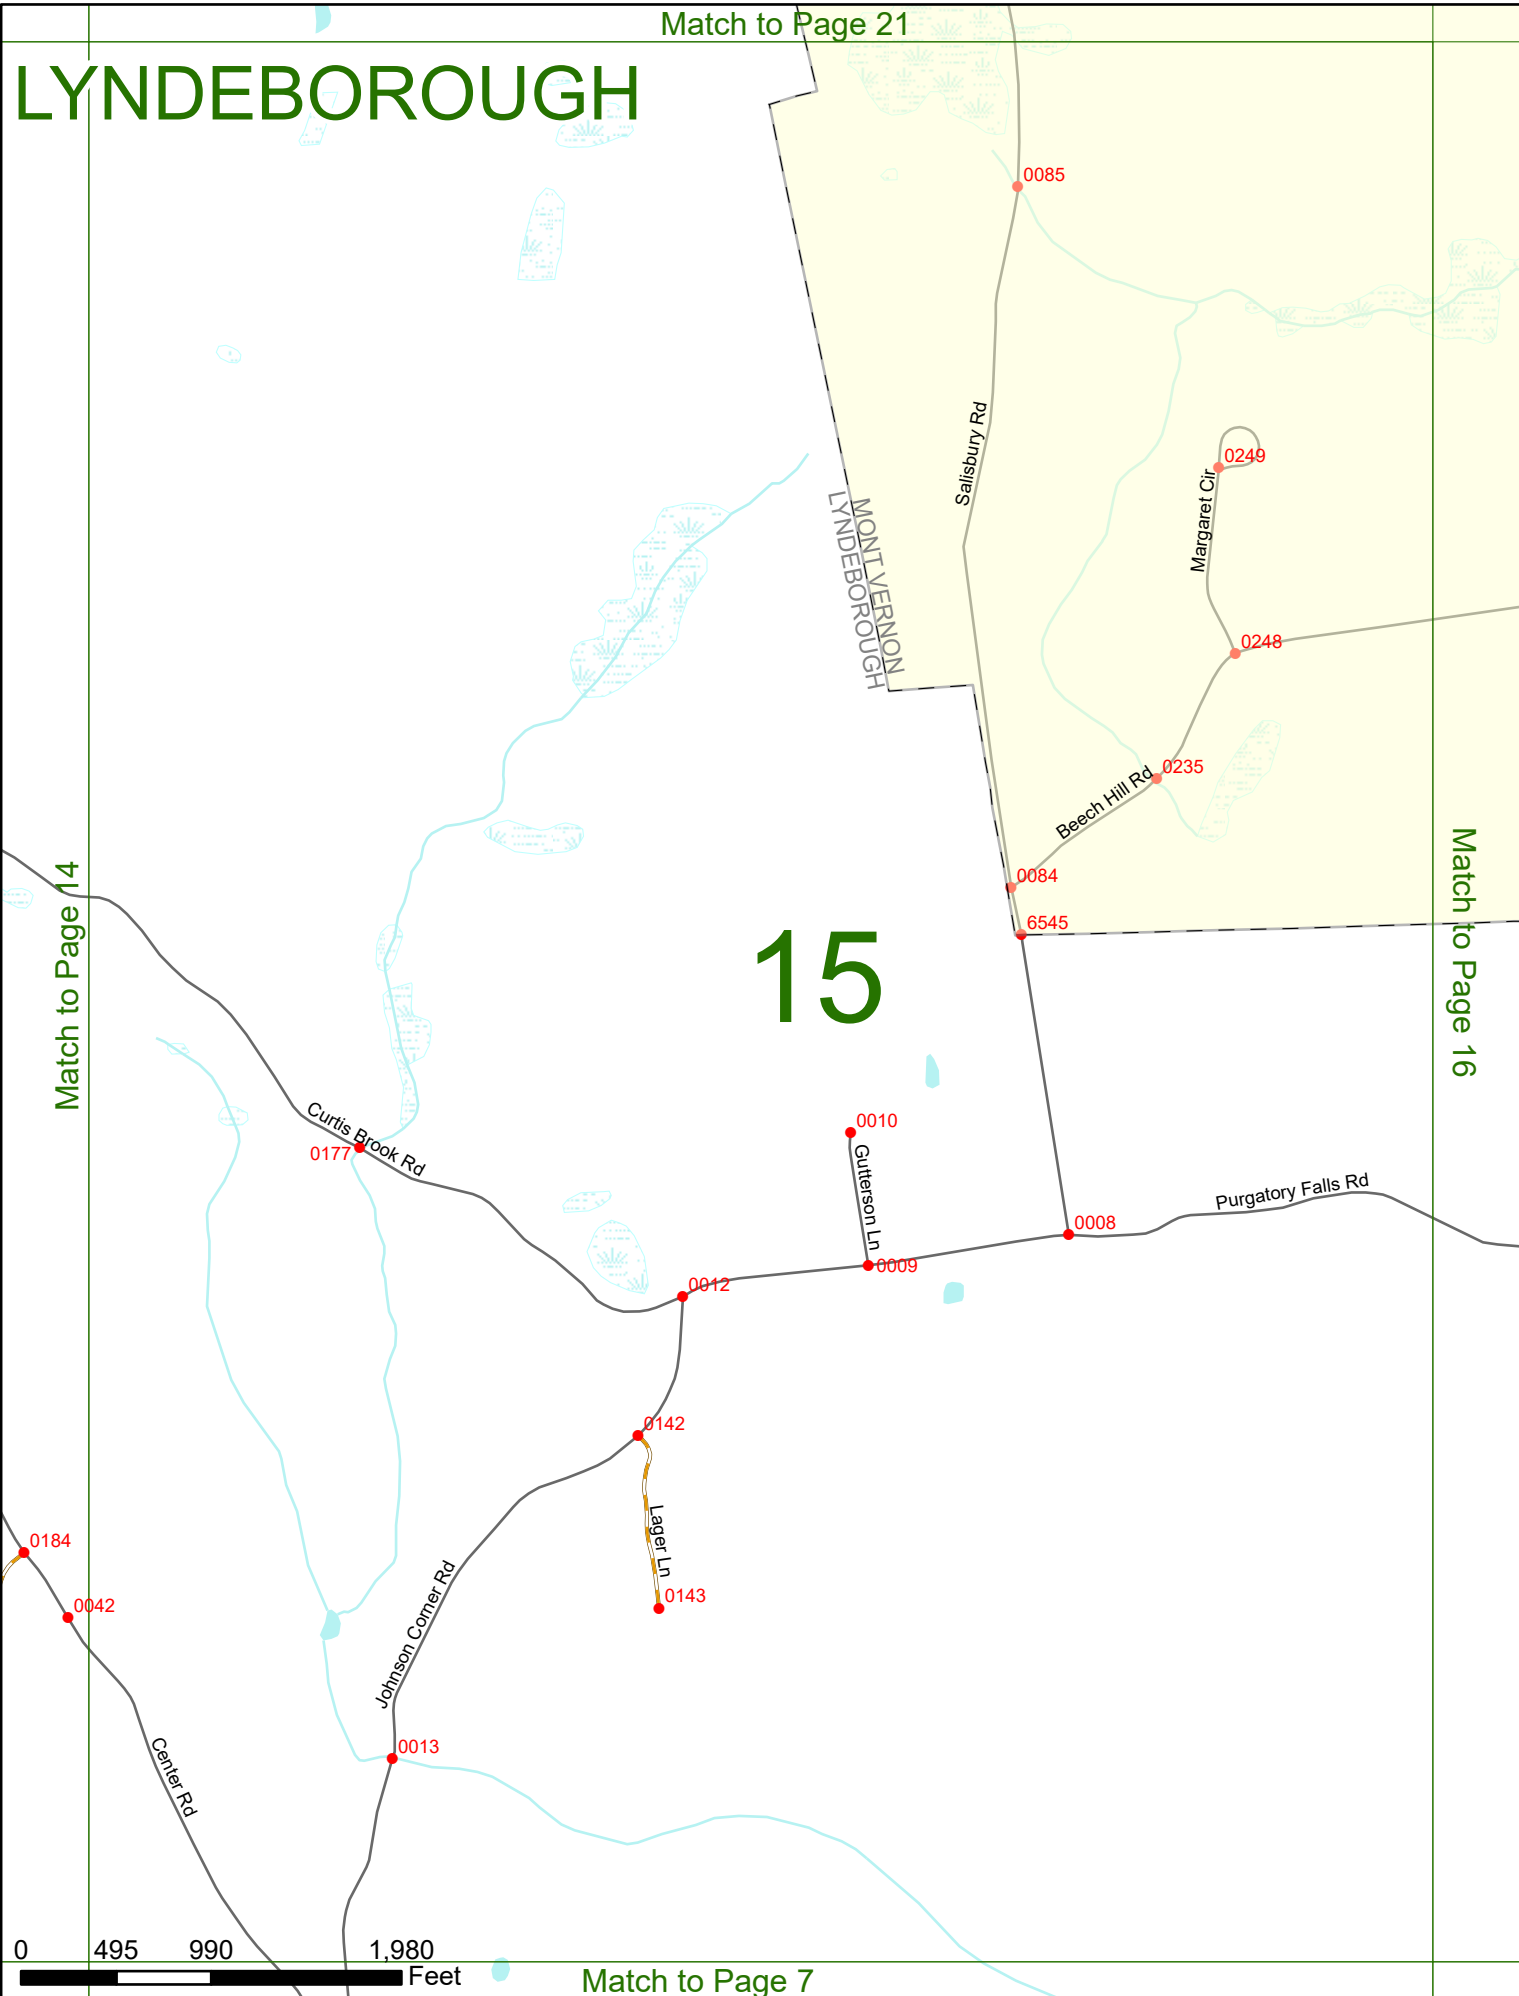 Match to Page 21
LYNDEBOROUGH
0085
Salisbury Rd
0249
Margaret Cir
MONT VERNON
LYNDEBOROUGH
0248
0235
Beech Hill Rd
0084
6545
Match to Page 14
15
Match to Page 16
Curtis Brook Rd
0177
0010
Gutterson Ln
Purgatory Falls Rd
0008
0009
0012
0142
Lager Ln
0184
0143
0042
Johnson Corner Rd
0013
Center Rd
0 495 990 1,980
Feet
Match to Page 7